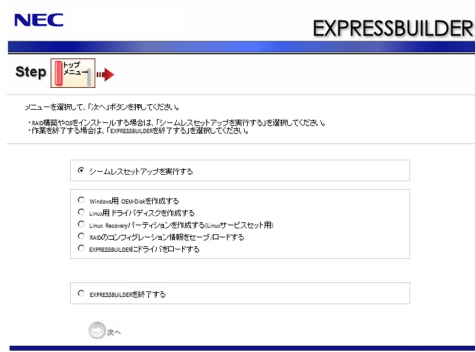 NEC
EXPRESSBUILDER
Step
トップ
メニュー
メニューを選択して、「次へ」ボタンを押してください。
・RAID構築やOSをインストールする場合は、「シームレスセットアップを実行する」を選択してください。
・作業を終了する場合は、「EXPRESSBUILDERを終了する」を選択してください。
シームレスセットアップを実行する
Windows用 OEM-Diskを作成する
Linux用 ドライバディスクを作成する
Linux Recoveryパーティションを作成する(Linuxサービスセット用)
RAIDのコンフィグレーション情報をセーブ/ロードする
EXPRESSBUILDERにドライバをロードする
EXPRESSBUILDERを終了する
次へ